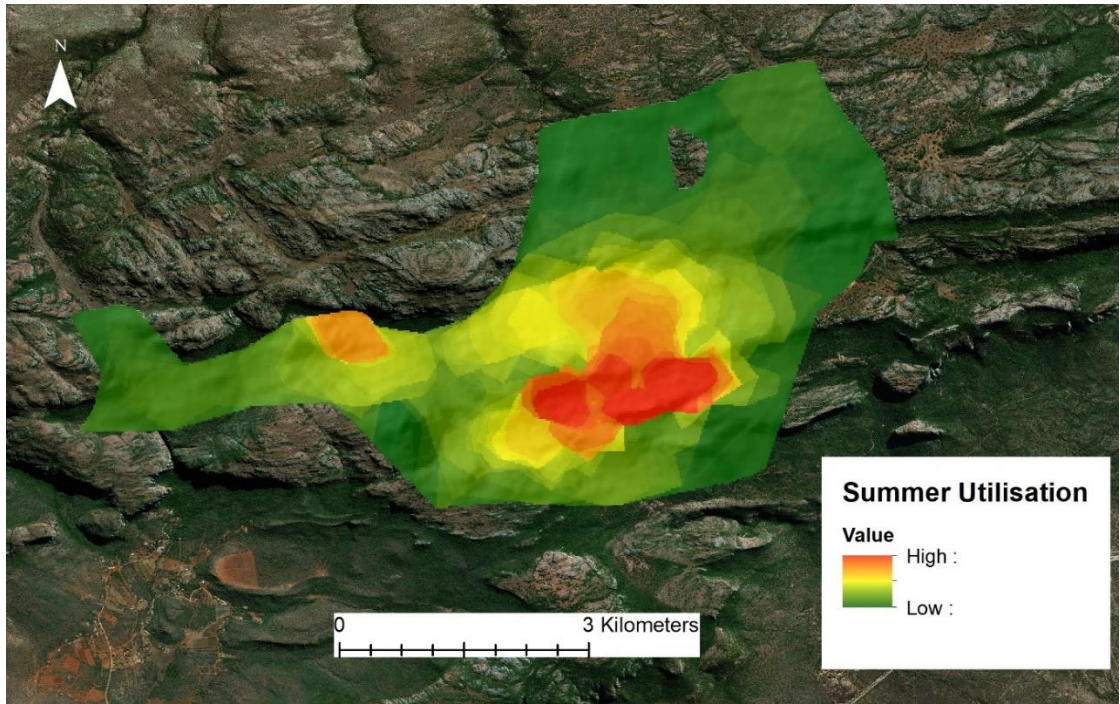 N
Summer Utilisation
Value
High :
Low :
0 3 Kilometers